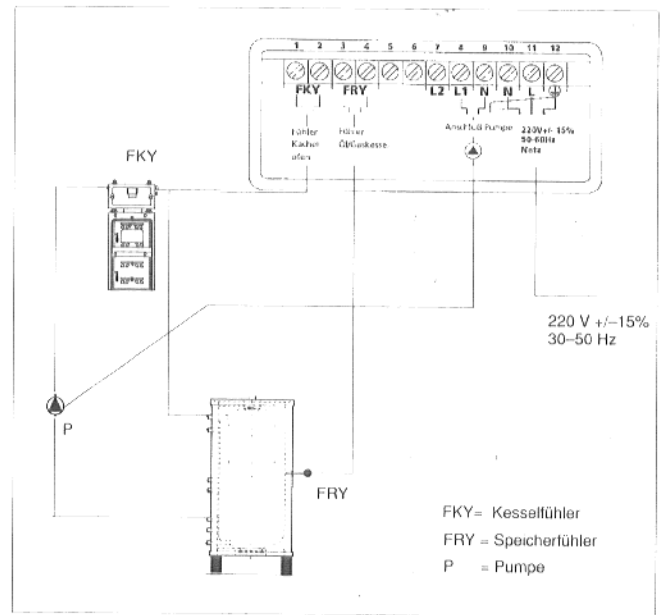 1 2 3 4 5 6 7 8 9 10 11 12
FKY FRY L2 L1 N N L
Fühler
Kachel
ofen
Öl/Gaskessel
Anschluß Pumpe
220V+/- 15%
50-60Hz
Netz
FKY
220 V +/–15%
30–50 Hz
P
FRY
FKY= Kesselfühler
FRY = Speicherfühler
P = Pumpe